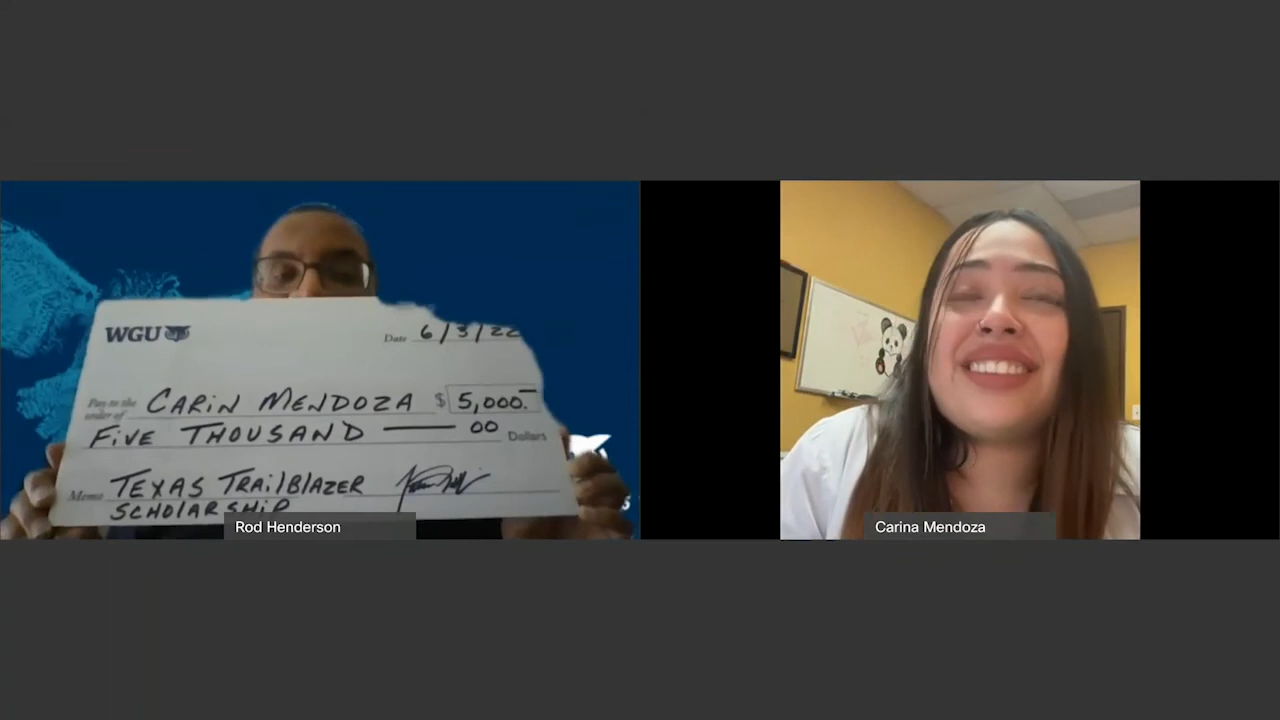 WGU
Date 6/3/22
Pay to the
order of CARIN MENDOZA $ 5,000.
FIVE THOUSAND 00 Dollars
Memo TEXAS TRAILBLAZER
SCHOLARSHIP
Rod Henderson
Carina Mendoza